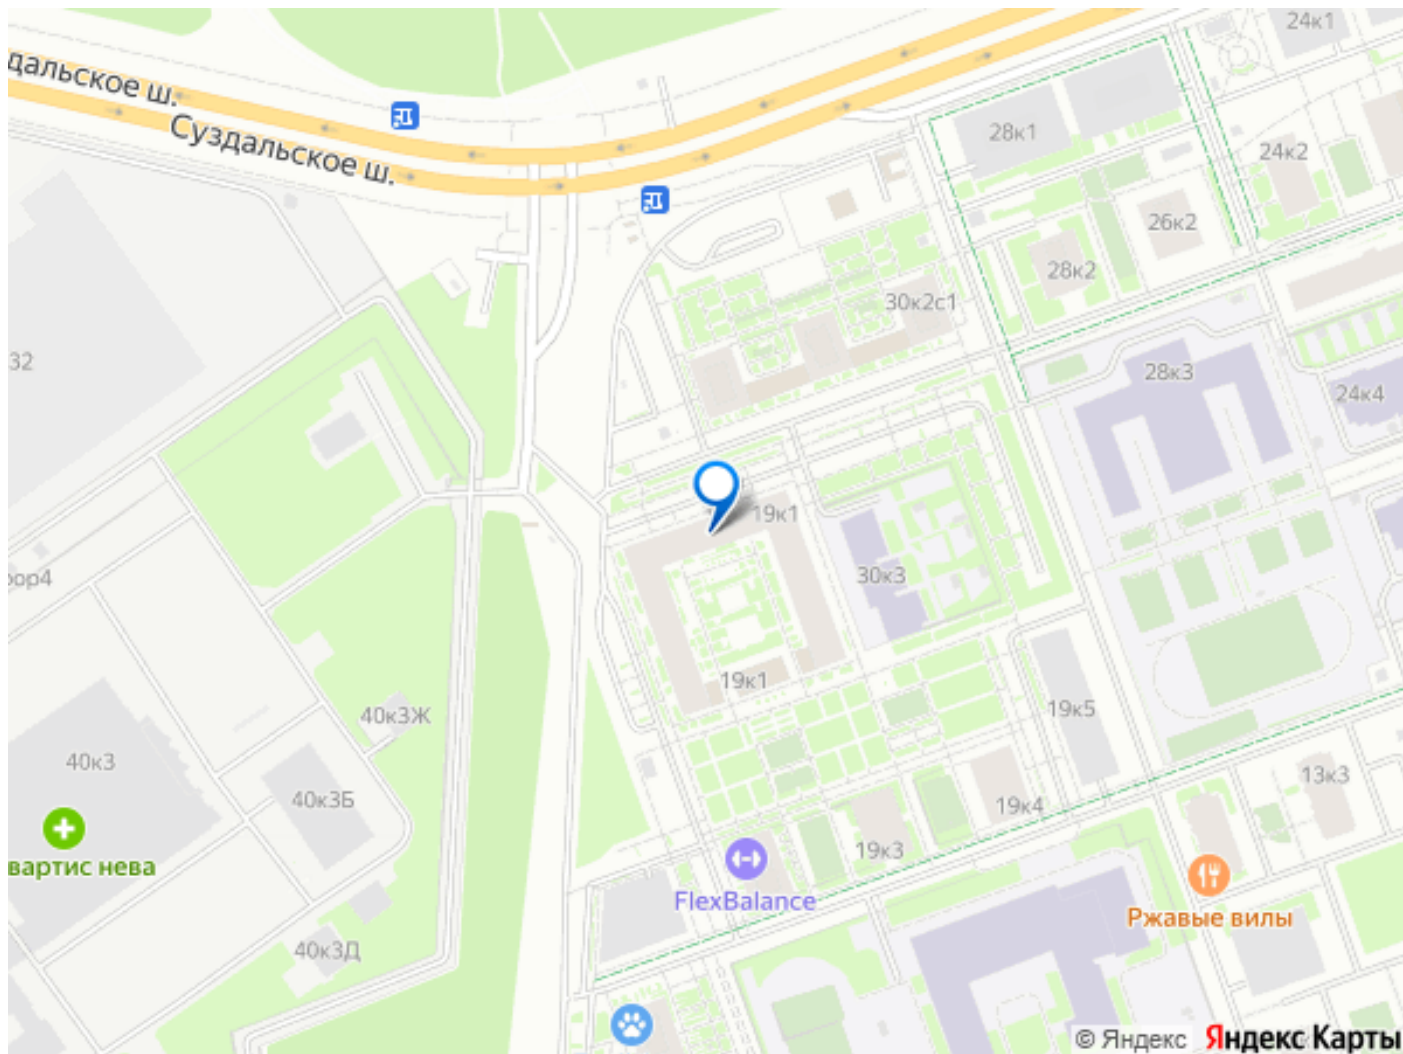 24к1
дальское ш.
Суздальское ш.
28к1
24к2
26к2
28к2
30к2с1
32
28к3
24к4
19к1
30к3
ор4
19к1
40к3Ж
19к5
40к3
13к3
40к3Б
19к4
19к3
вартис нева
FlexBalance
Ржавые вилы
40к3Д
© Яндекс
Яндекс Карты